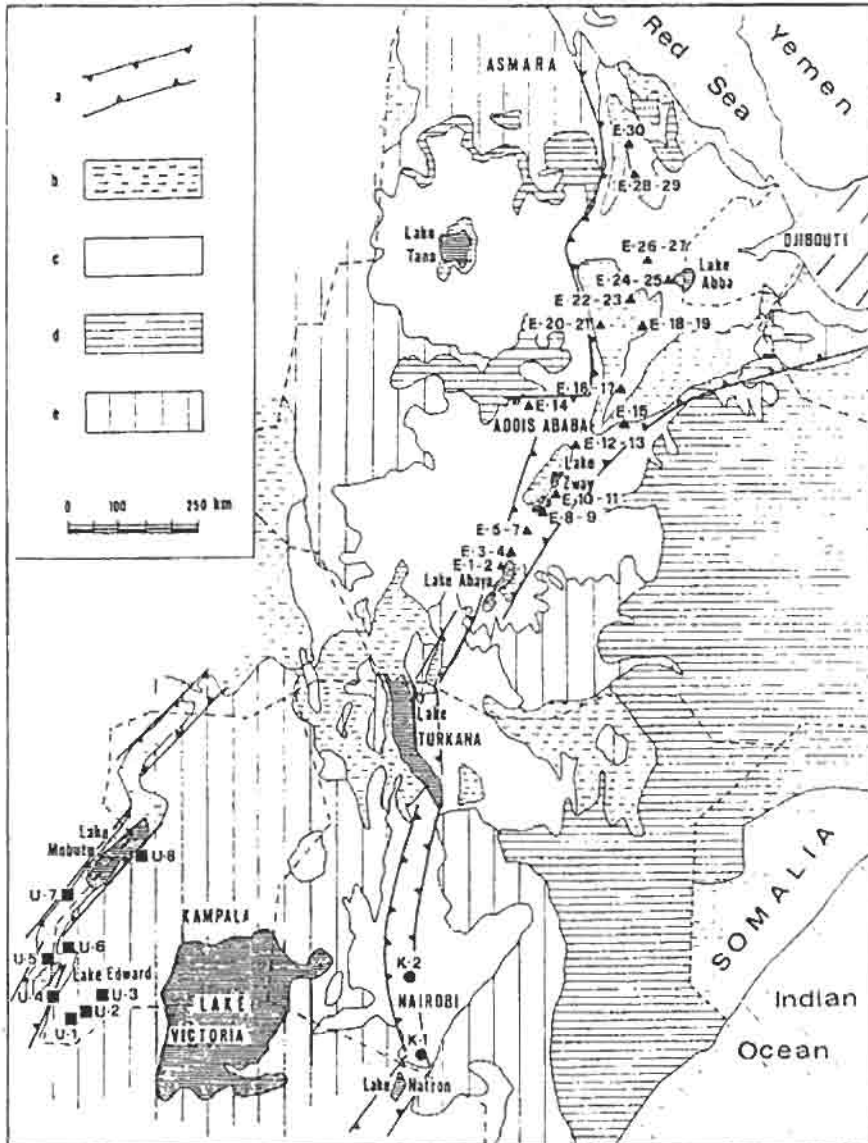 a
b
c
d
e
0 100 250 km
ASMARA
Red Sea
Yemen
E-30
E-28-29
Lake
Tana
DJIBOUTI
E-26-27
E-24-25
Lake
Abba
E-22-23
E-20-21
E-18-19
E-16-17
E-14
E-15
ADDIS ABABA
E-12-13
Lake
Zway
E-10-11
E-8-9
E-5-7
E-3-4
E-1-2
Lake Abaya
Lake
TURKANA
Lake
Mobutu
U-8
U-7
KAMPALA
SOMALIA
U-6
U-5
Lake Edward
K-2
U-4
U-3
LAKE
NAIROBI
Indian
U-2
U-1
VICTORIA
Ocean
K-1
Lake Natron